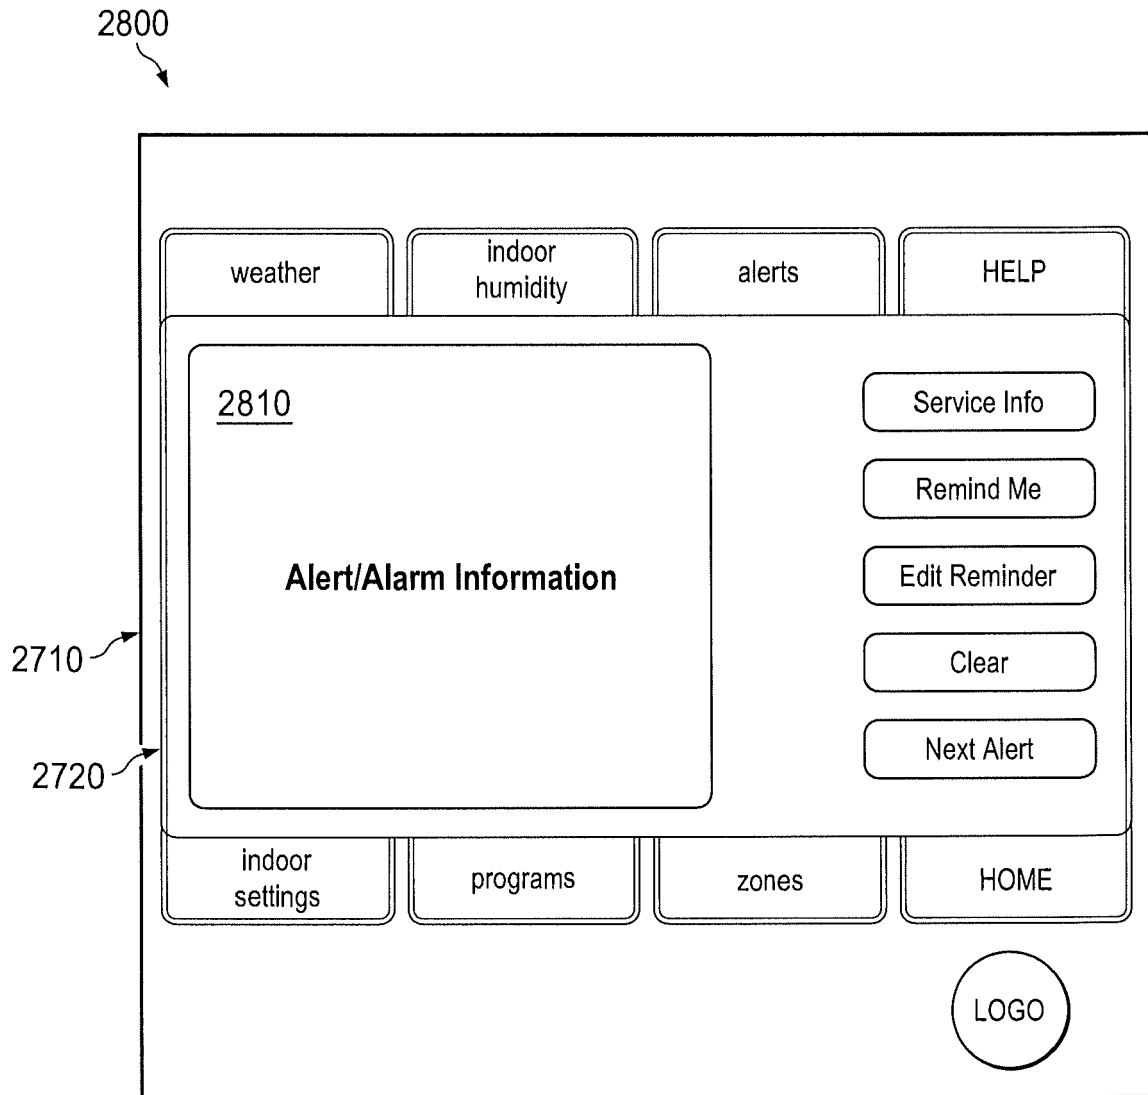 2800
weather
indoor
humidity
alerts
HELP
2810
Alert/Alarm Information
Service Info
Remind Me
Edit Reminder
Clear
Next Alert
2710
2720
indoor
settings
programs
zones
HOME
LOGO